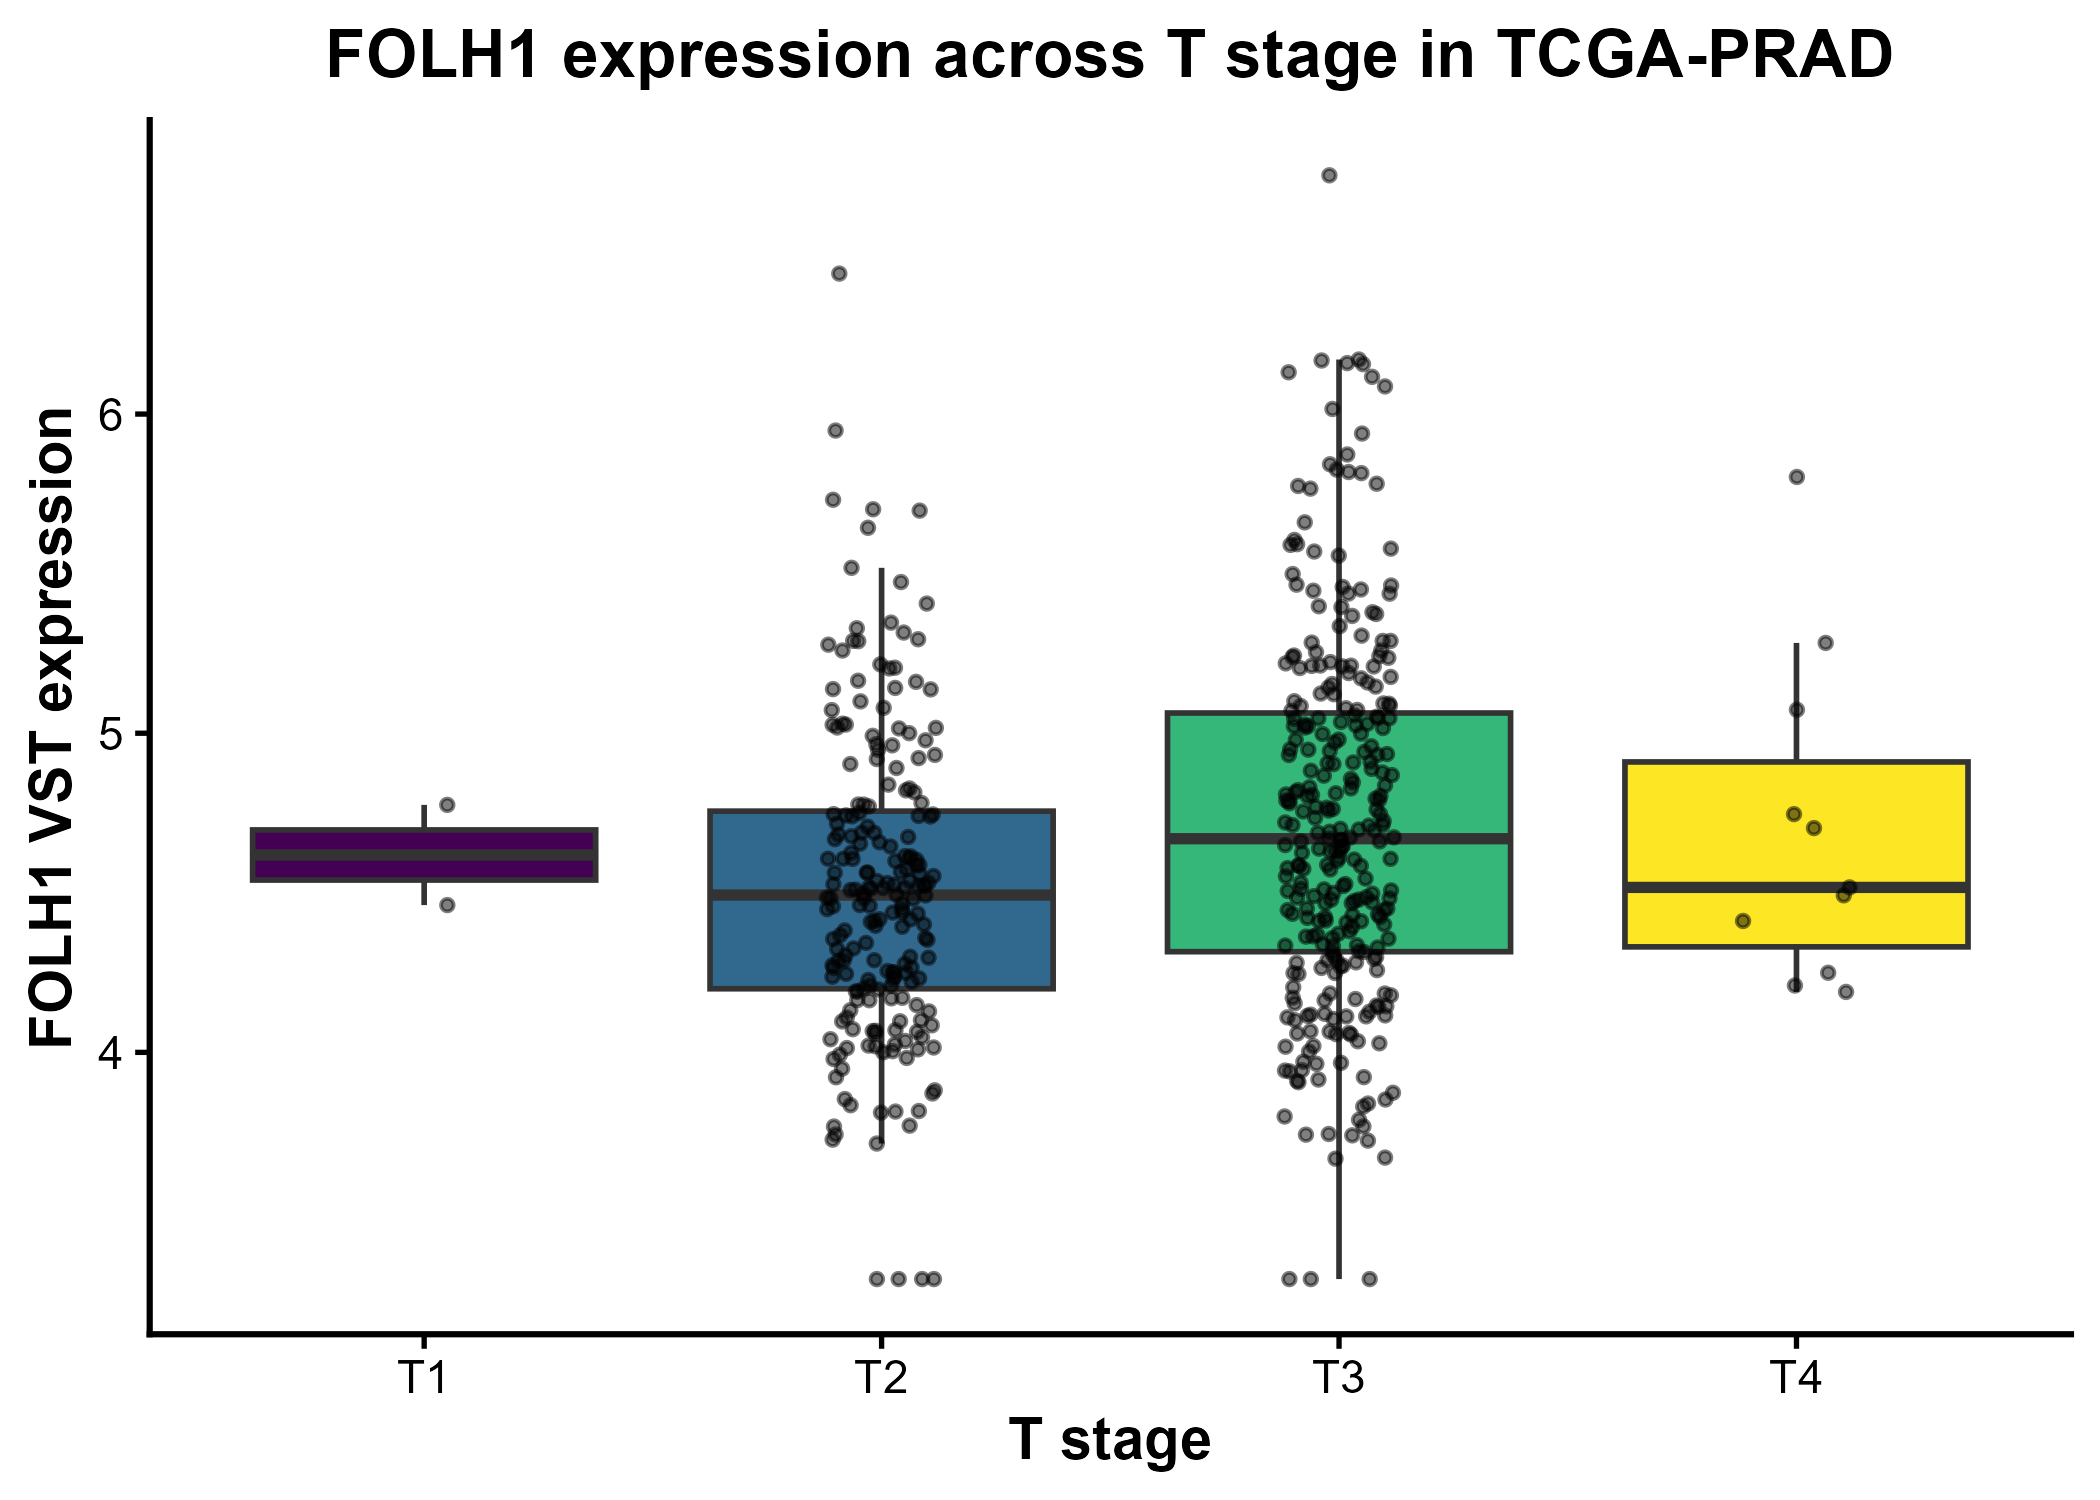 FOLH1 expression across T stage in TCGA-PRAD
FOLH1 VST expression
6
5
4
T1
T2
T3
T4
T stage